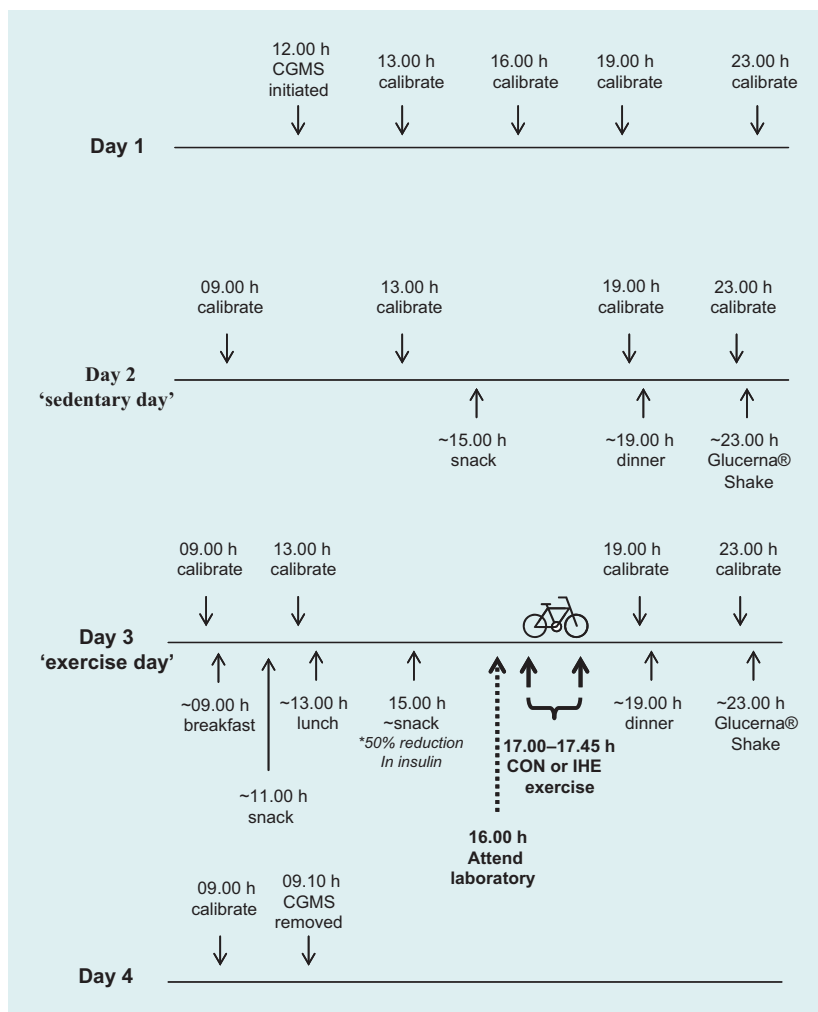 12.00 h
CGMS
initiated
13.00 h
calibrate
16.00 h
calibrate
19.00 h
calibrate
23.00 h
calibrate
Day 1
09.00 h
calibrate
13.00 h
calibrate
19.00 h
calibrate
23.00 h
calibrate
Day 2
‘sedentary day’
~15.00 h
snack
~19.00 h
dinner
~23.00 h
Glucerna®
Shake
09.00 h
calibrate
13.00 h
calibrate
19.00 h
calibrate
23.00 h
calibrate
Day 3
‘exercise day’
~09.00 h
breakfast
~11.00 h
snack
~13.00 h
lunch
15.00 h
~snack
*50% reduction
In insulin
16.00 h
Attend
laboratory
17.00–17.45 h
CON or IHE
exercise
~19.00 h
dinner
~23.00 h
Glucerna®
Shake
09.00 h
calibrate
09.10 h
CGMS
removed
Day 4